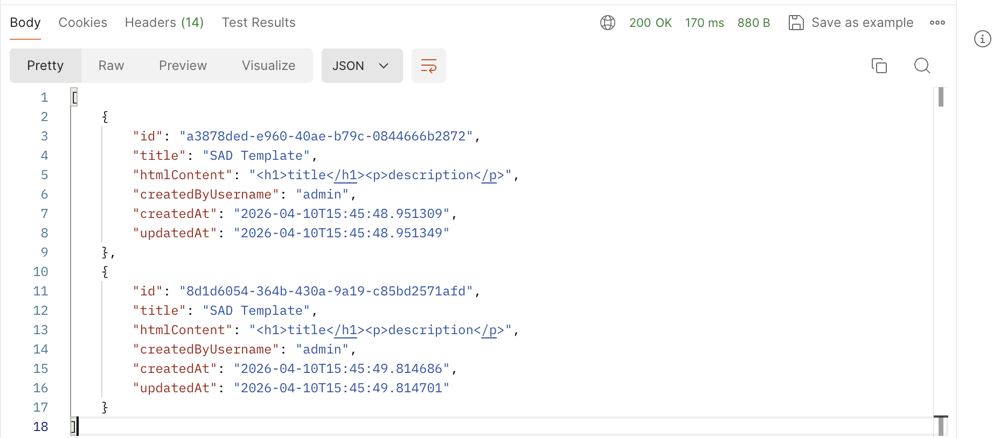 Body Cookies Headers (14) Test Results 200 OK 170 ms 880 B Save as example
Pretty Raw Preview Visualize JSON
1 [
2 {
3 "id": "a3878ded-e960-40ae-b79c-0844666b2872",
4 "title": "SAD Template",
5 "htmlContent": "<h1>title</h1><p>description</p>",
6 "createdByUsername": "admin",
7 "createdAt": "2026-04-10T15:45:48.951309",
8 "updatedAt": "2026-04-10T15:45:48.951349"
9 },
10 {
11 "id": "8d1d6054-364b-430a-9a19-c85bd2571afd",
12 "title": "SAD Template",
13 "htmlContent": "<h1>title</h1><p>description</p>",
14 "createdByUsername": "admin",
15 "createdAt": "2026-04-10T15:45:49.814686",
16 "updatedAt": "2026-04-10T15:45:49.814701"
17 }
18 ]